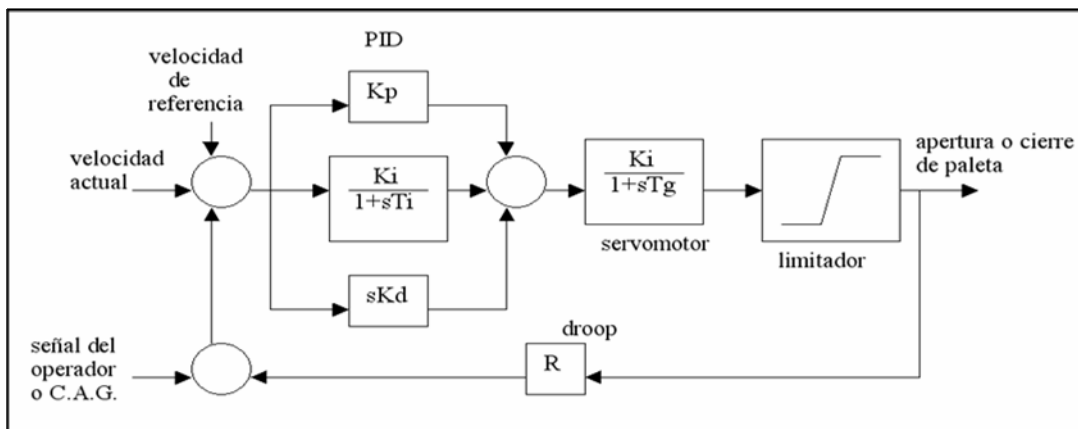 PID
velocidad
de
referencia
Kp
velocidad
actual
Ki
1+sTi
Ki
1+sTg
servomotor
limitador
apertura o cierre
de paleta
sKd
droop
R
señal del
operador
o C.A.G.